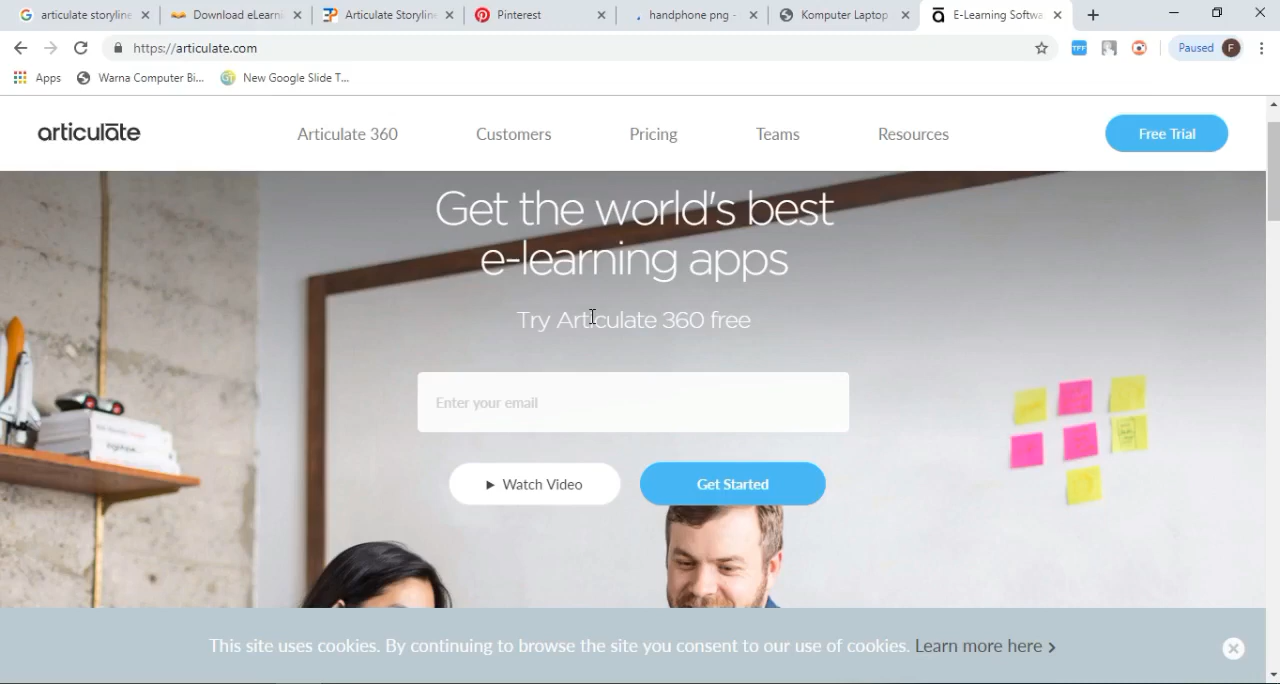 articulate storyline
Download eLearni
Articulate Storyline
Pinterest
handphone png -
Komputer Laptop
E-Learning Softwa
https://articulate.com
TFF
Paused
F
Apps
Warna Computer Bi...
GT
New Google Slide T...
articulāte
Articulate 360
Customers
Pricing
Teams
Resources
Free Trial
Get the world's best
e-learning apps
Try Articulate 360 free
Enter your email
Watch Video
Get Started
This site uses cookies. By continuing to browse the site you consent to our use of cookies. Learn more here >